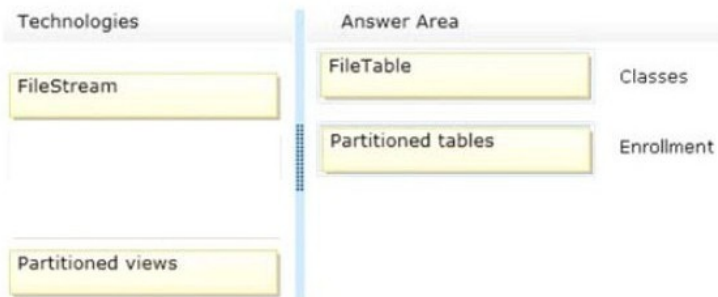 Technologies
Answer Area
FileStream
FileTable
Classes
Partitioned tables
Enrollment
Partitioned views